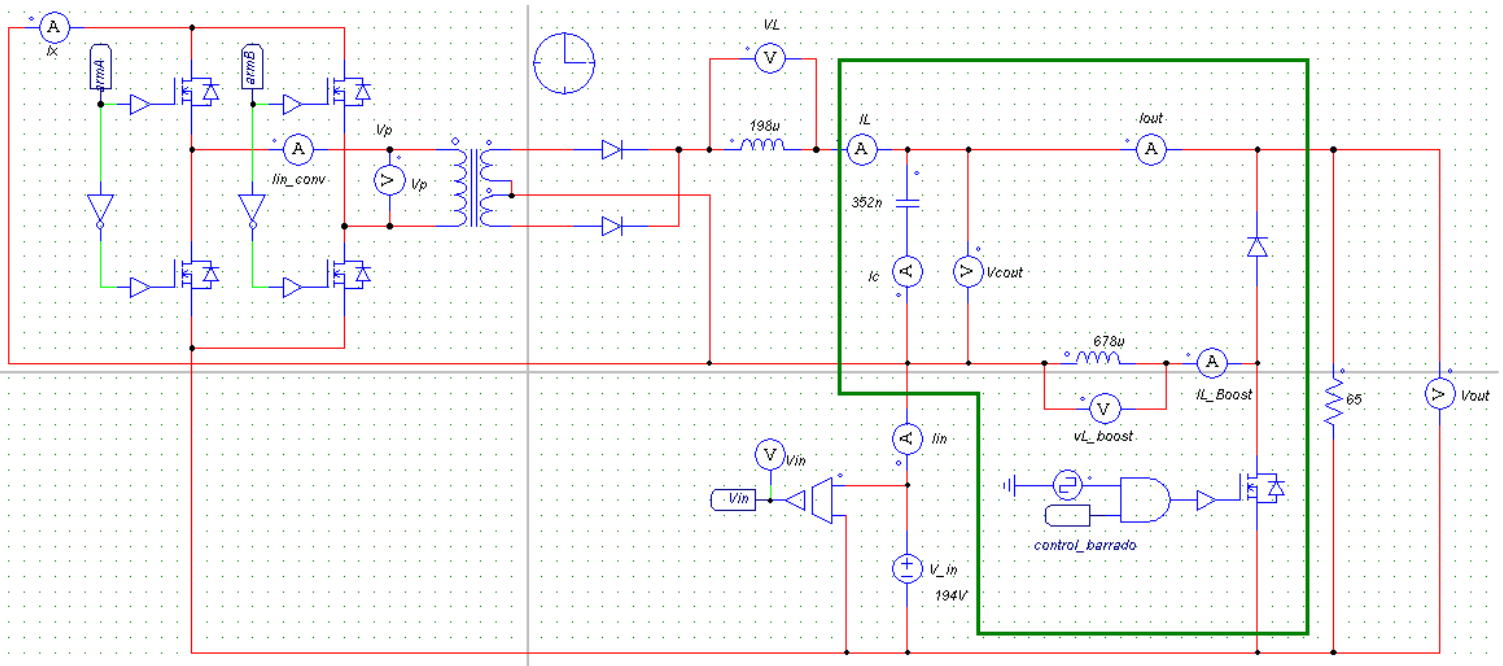 A
Ix
armA
armB
VL
V
198u
Vp
A
Iin_conv
V
Vp
IL
A
Iout
A
352n
Ic
A
V
Vcout
678u
A
IL_Boost
V
vL_boost
65
V
Vout
A
Iin
V
Vin
Vin
control_barrado
V_in
194V